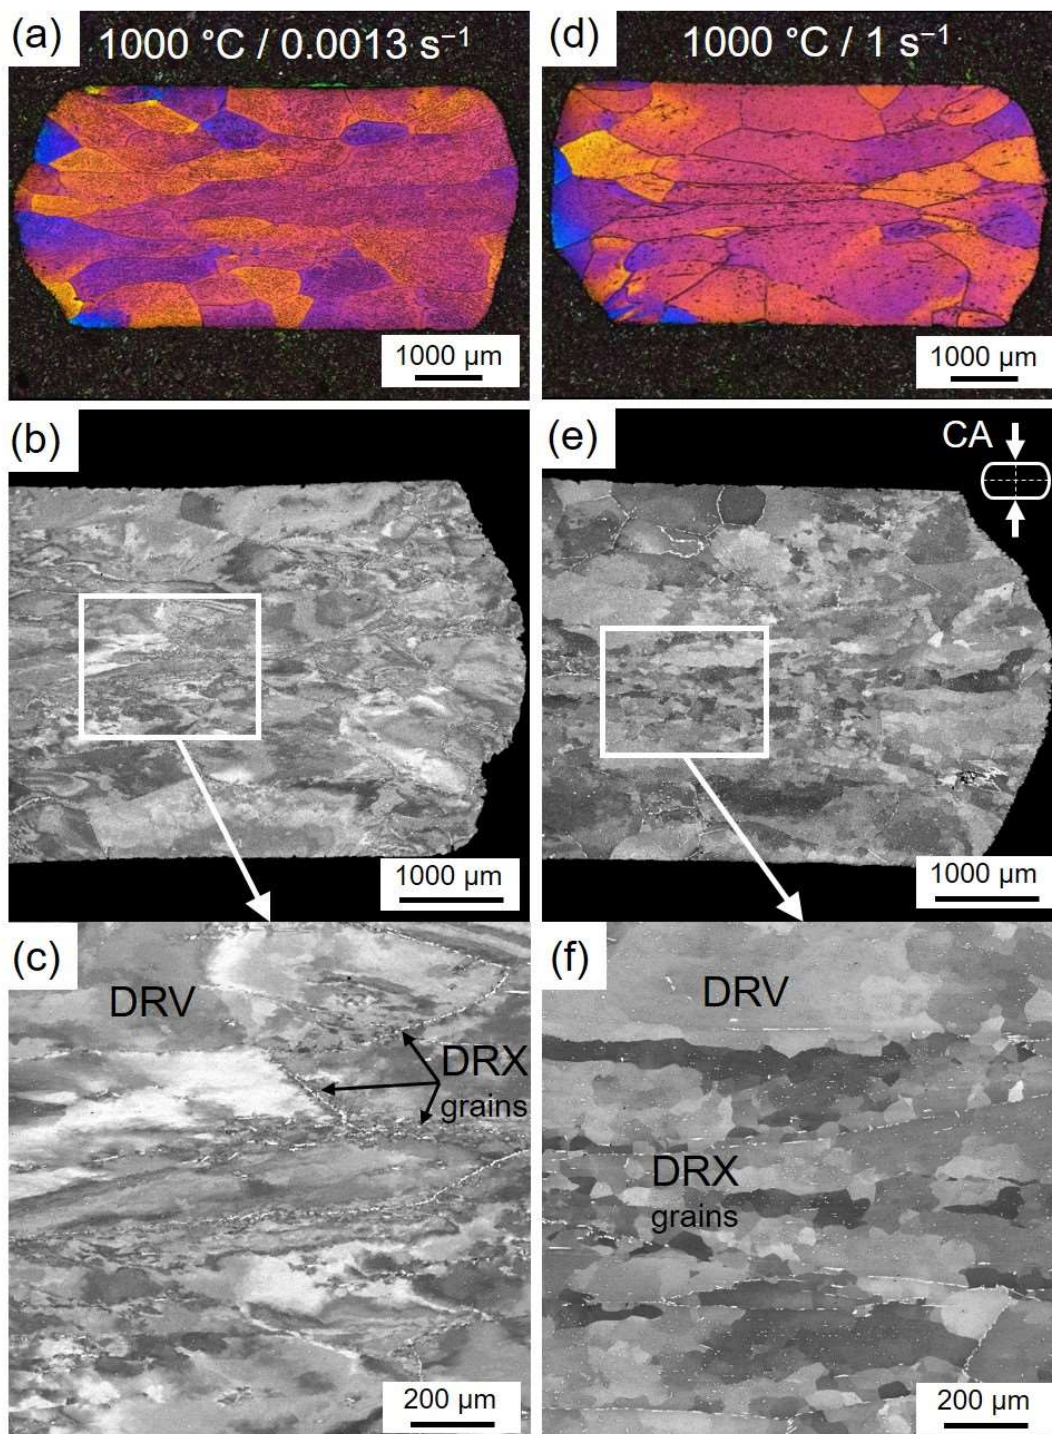 (a)
1000 °C / 0.0013 s⁻¹
1000 µm
(d)
1000 °C / 1 s⁻¹
1000 µm
(b)
1000 µm
(e)
CA
1000 µm
(c)
DRV
DRX
grains
200 µm
(f)
DRV
DRX
grains
200 µm